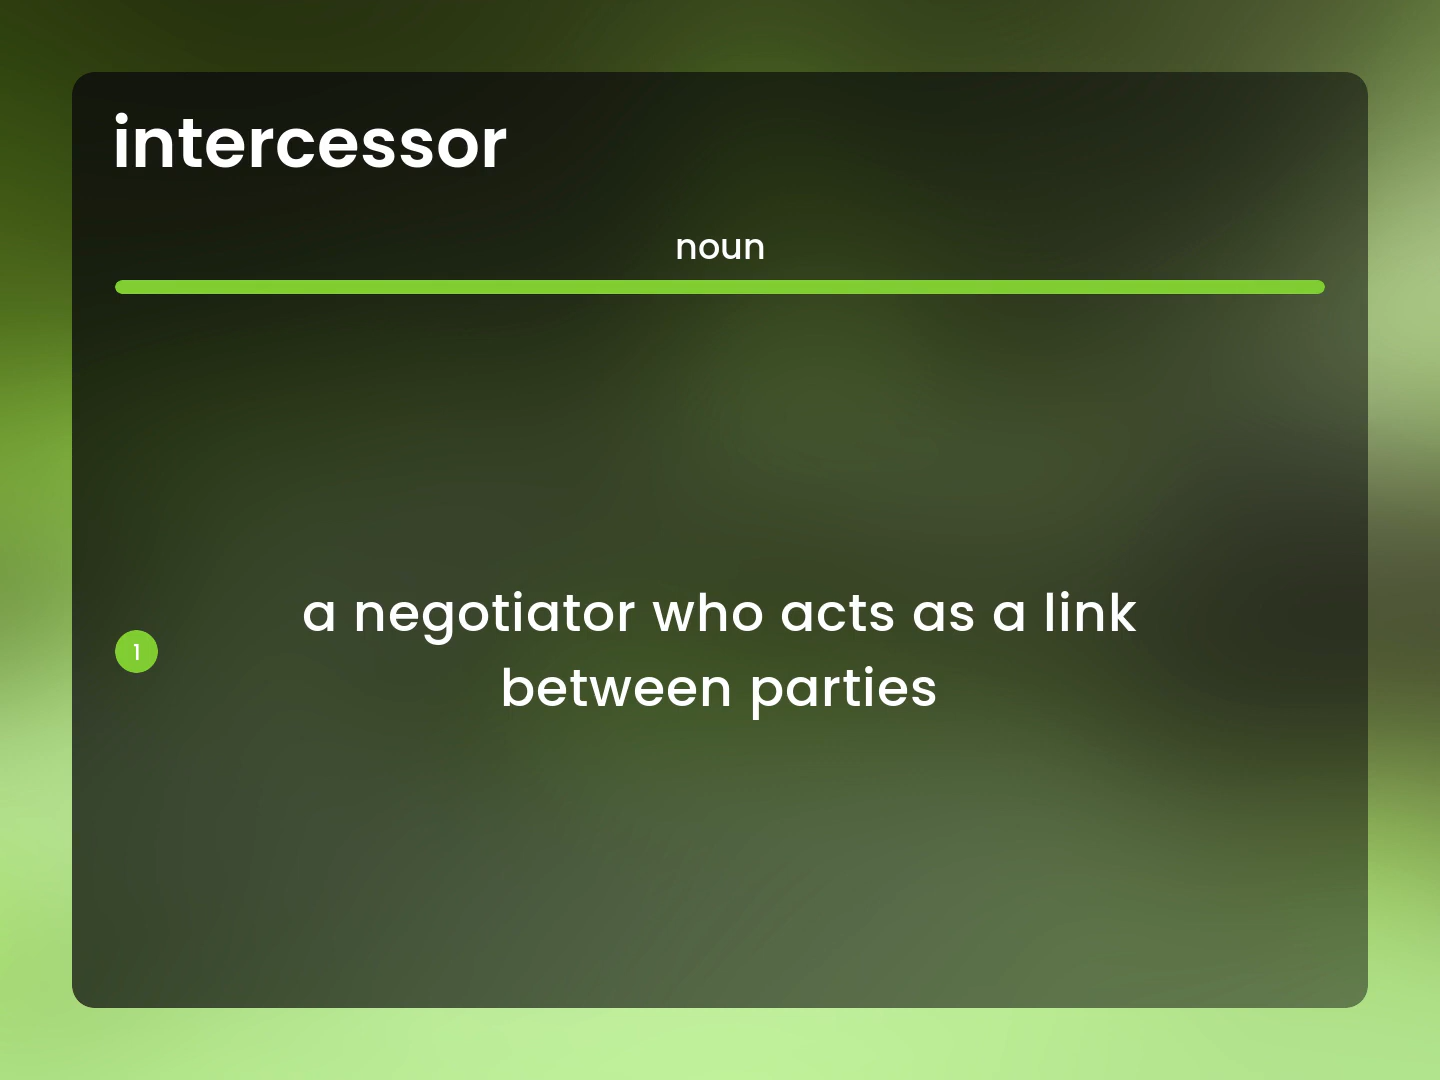 intercessor
noun
1
a negotiator who acts as a link
between parties